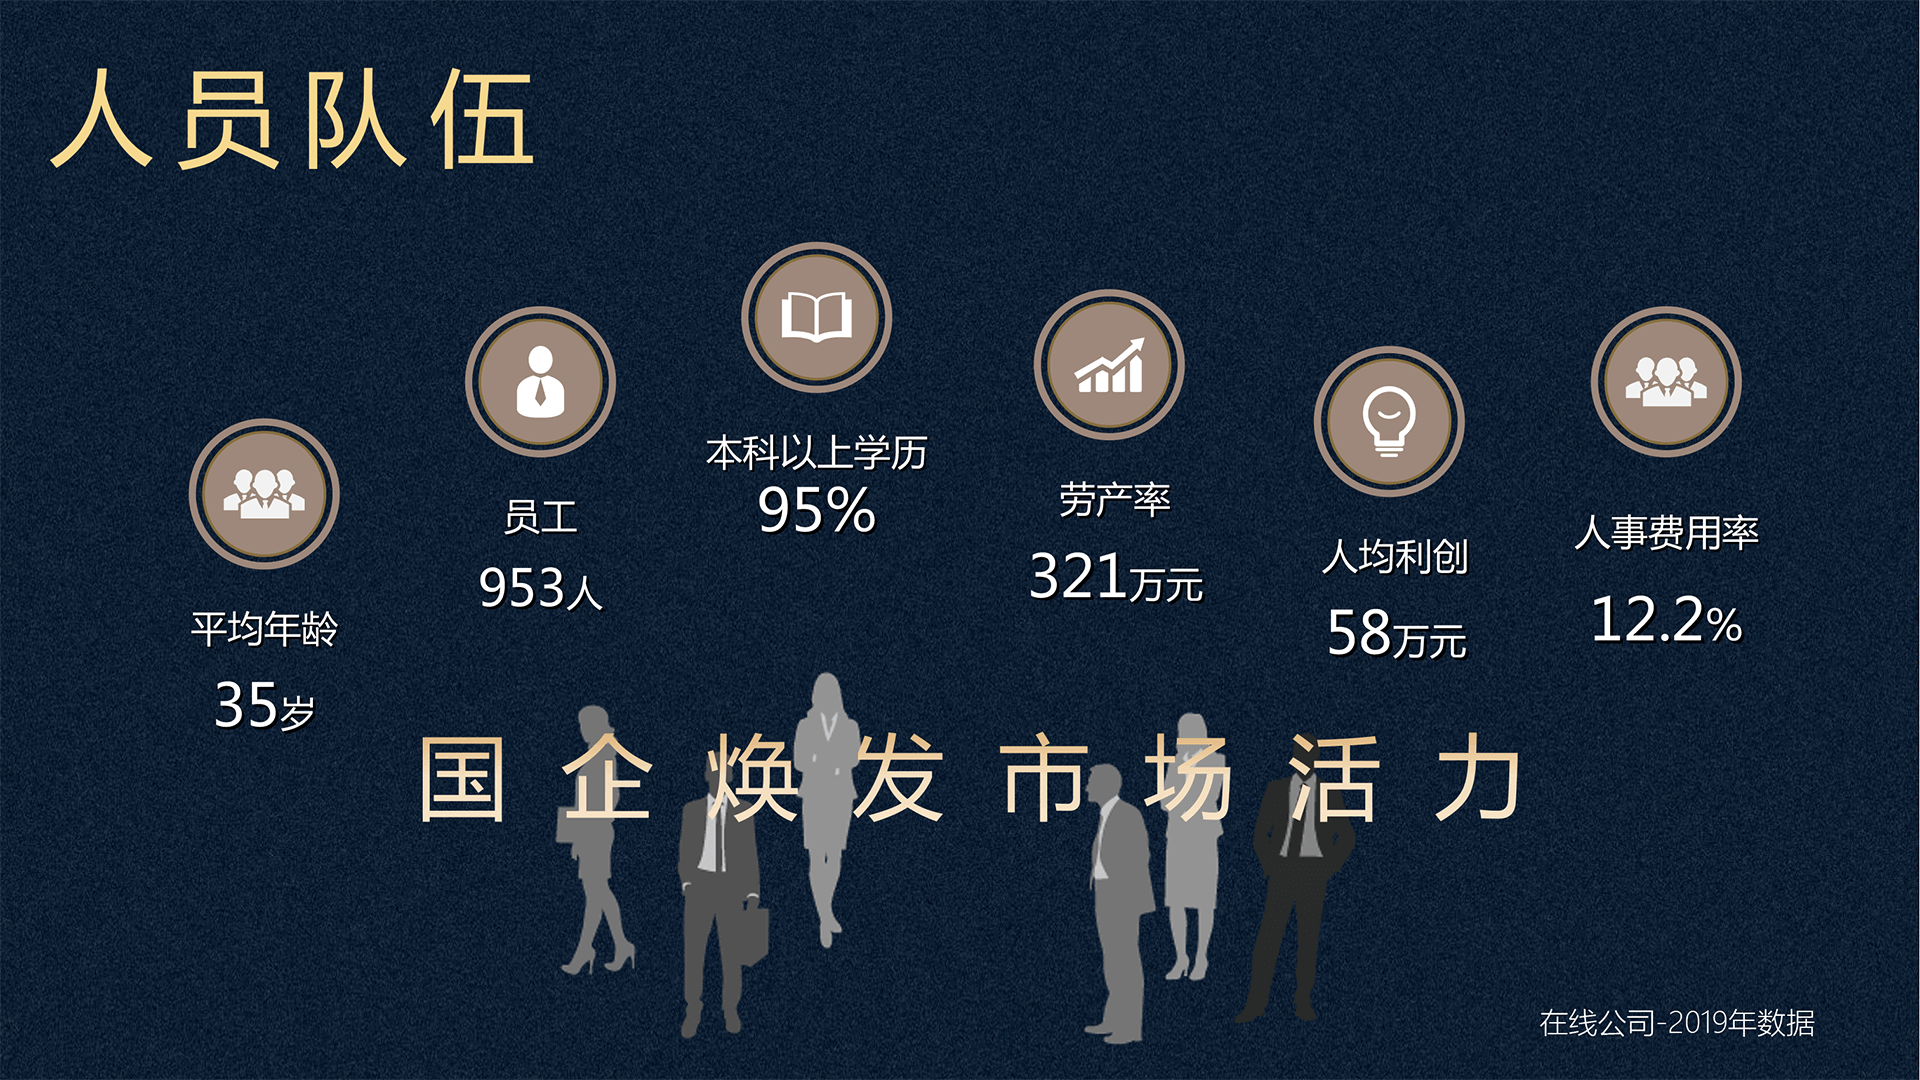 人员队伍
平均年龄
35岁
员工
953人
本科以上学历
95%
劳产率
321万元
人均利创
58万元
人事费用率
12.2%
国企焕发市场活力
在线公司-2019年数据